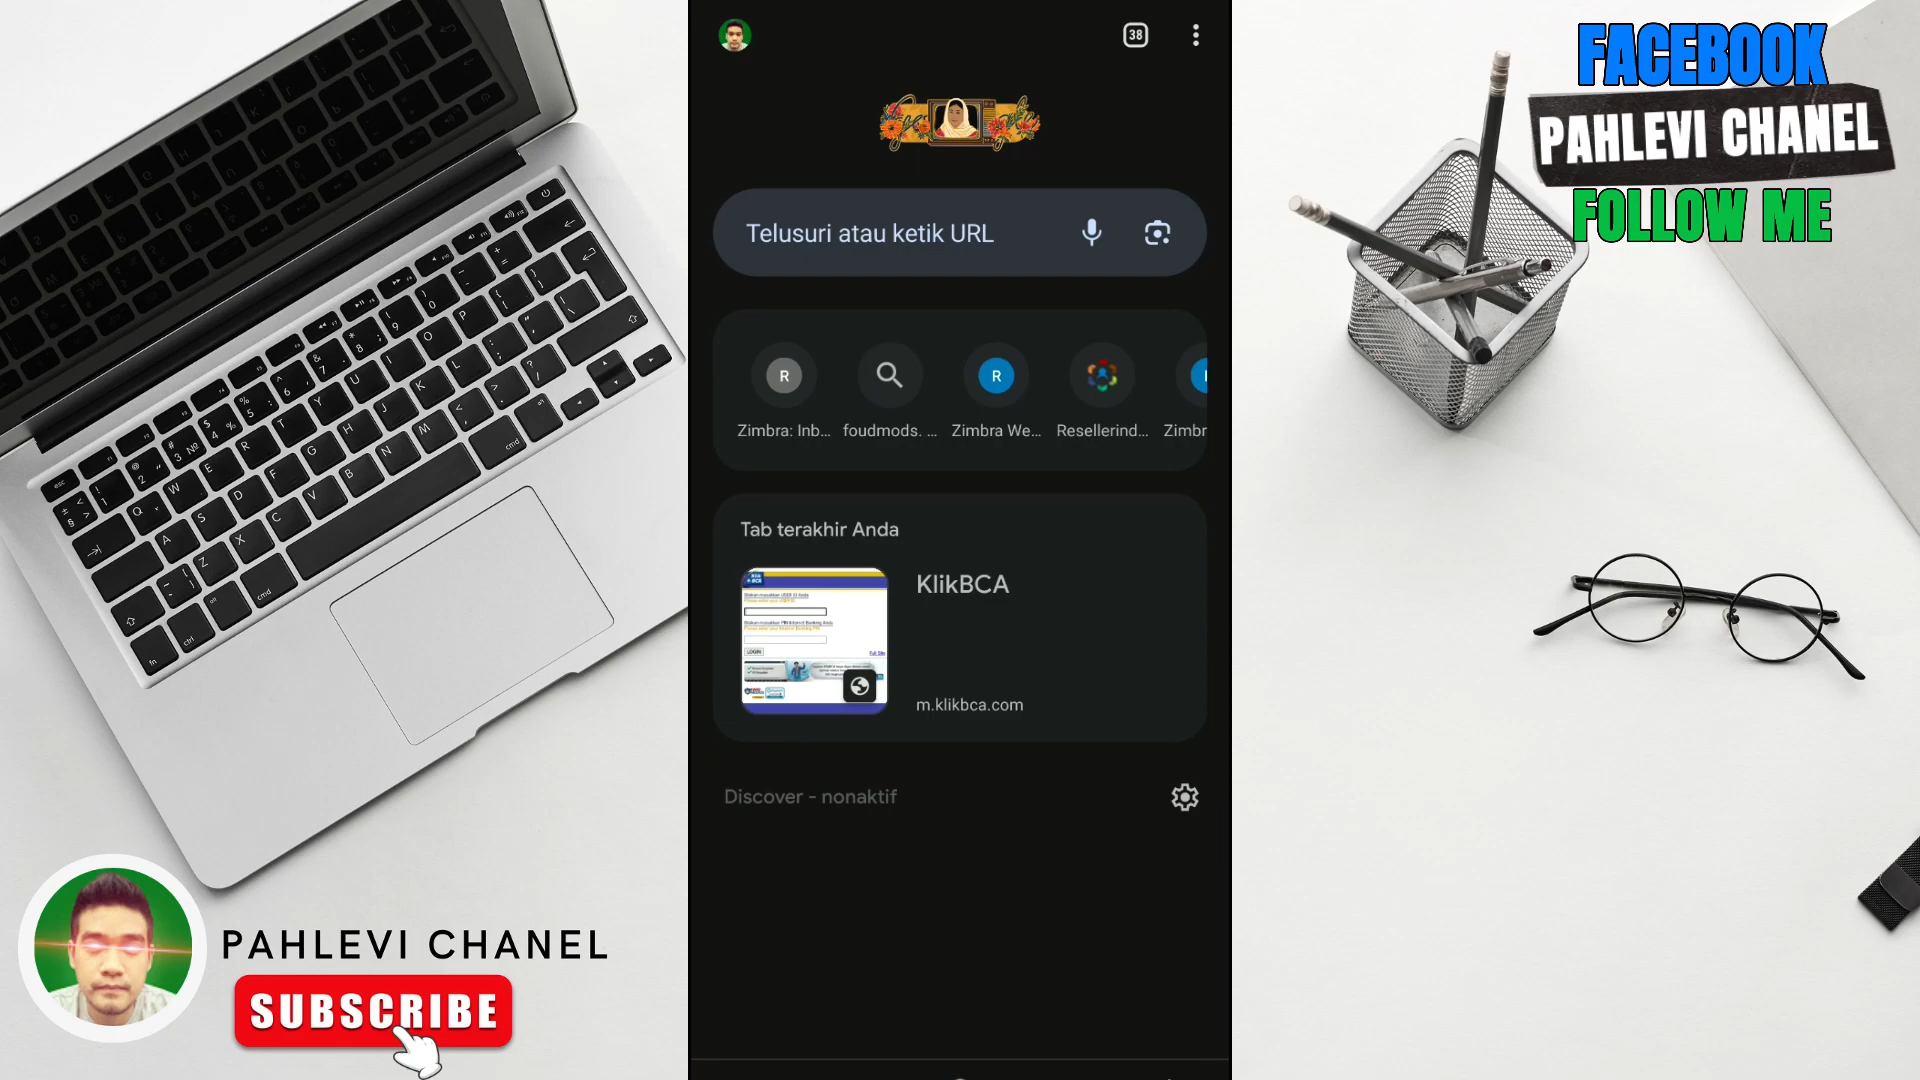 38
Telusuri atau ketik URL
R
R
Zimbra: Inb...
foudmods. ...
Zimbra We...
Resellerind...
Zimbr
Tab terakhir Anda
KlikBCA
LOGIN
m.klikbca.com
Discover - nonaktif
FACEBOOK
PAHLEVI CHANEL
FOLLOW ME
PAHLEVI CHANEL
SUBSCRIBE